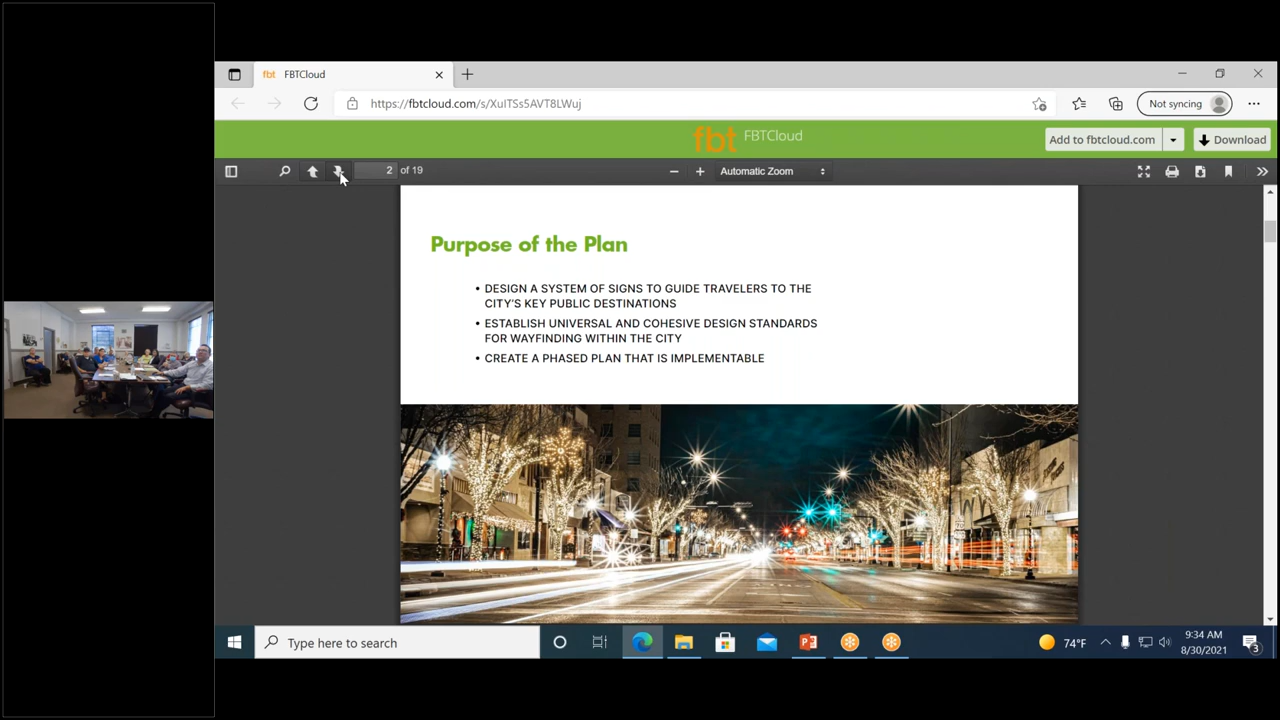 fbt FBTCloud
https://fbtcloud.com/s/XuITSs5AVT8LWuj
Not syncing
fbt FBTCloud
Add to fbtcloud.com
Download
2 of 19
Automatic Zoom
Purpose of the Plan
• DESIGN A SYSTEM OF SIGNS TO GUIDE TRAVELERS TO THE
CITY'S KEY PUBLIC DESTINATIONS
• ESTABLISH UNIVERSAL AND COHESIVE DESIGN STANDARDS
FOR WAYFINDING WITHIN THE CITY
• CREATE A PHASED PLAN THAT IS IMPLEMENTABLE
Type here to search
74°F
9:34 AM
8/30/2021
3